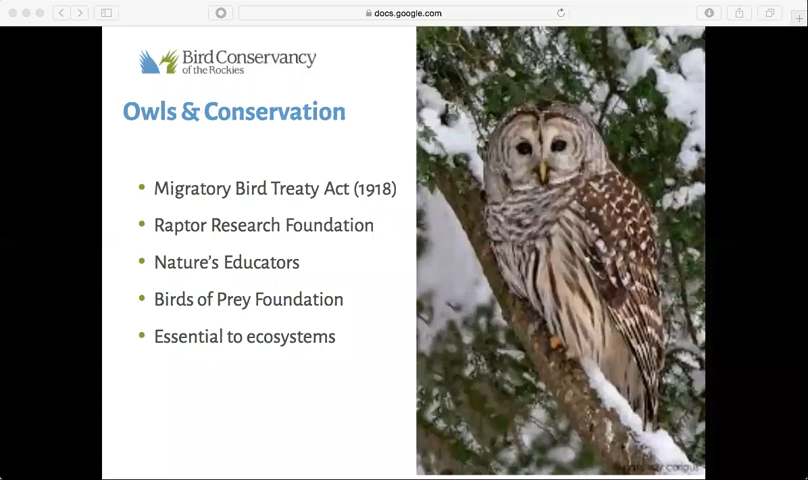 docs.google.com
Bird Conservancy
of the Rockies
Owls & Conservation
• Migratory Bird Treaty Act (1918)
• Raptor Research Foundation
• Nature's Educators
• Birds of Prey Foundation
• Essential to ecosystems